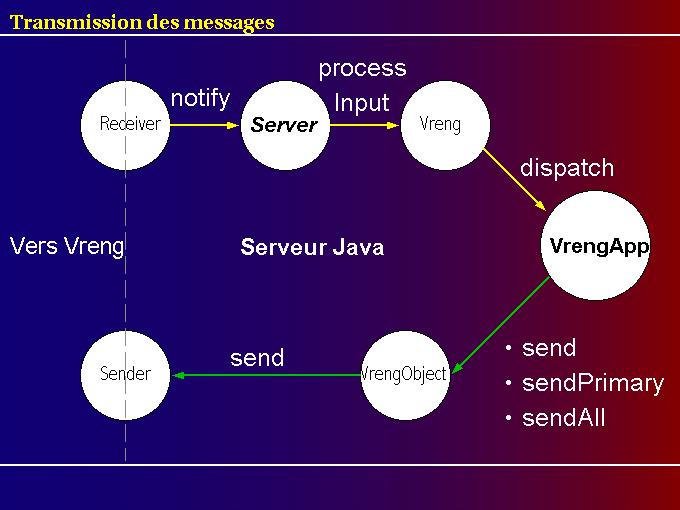 Transmission des messages
process
notify
Input
Receiver
Server
Vreng
dispatch
Vers Vreng
Serveur Java
VrengApp
send
Sender
VrengObject
• send
• sendPrimary
• sendAll